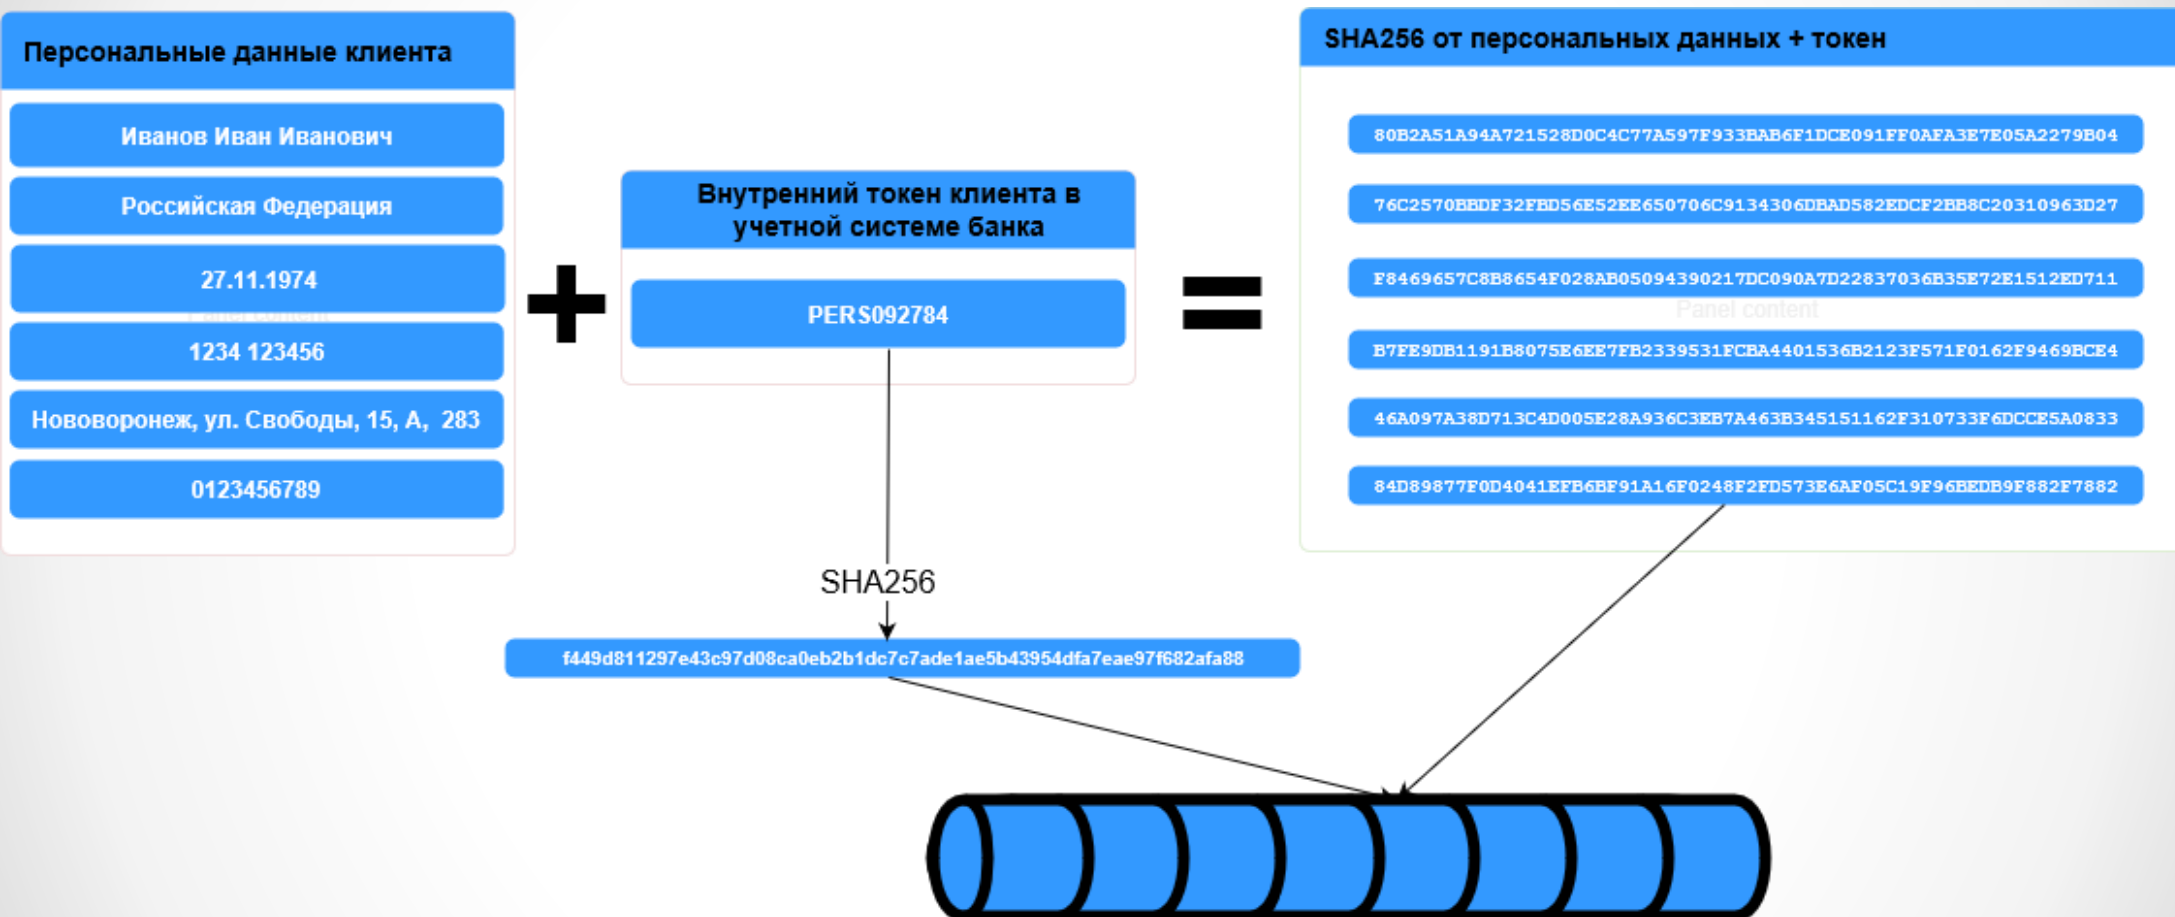 Персональные данные клиента
Иванов Иван Иванович
Российская Федерация
27.11.1974
Panel content
1234 123456
Нововоронеж, ул. Свободы, 15, А,  283
0123456789
Внутренний токен клиента в
учетной системе банка
PERS092784
SHA256
f449d811297e43c97d08ca0eb2b1dc7c7ade1ae5b43954dfa7eae97f682afa88
SHA256 от персональных данных + токен
80B2A51A94A721528D0C4C77A597F933BAB6F1DCE091FF0AFA3E7E05A2279B04
76C2570BBDF32FBD56E52EE650706C9134306DBAD582EDCF2BB8C20310963D27
F8469657C8B8654F028AB05094390217DC090A7D22837036B35E72E1512ED711
Panel content
B7FE9DB1191B8075E6EE7FB2339531FCBA4401536B2123F571F0162F9469BCE4
46A097A38D713C4D005E28A936C3EB7A463B345151162F310733F6DCCE5A0833
84D89877F0D4041EFB6BF91A16F0248F2FD573E6AF05C19F96BEDB9F882F7882